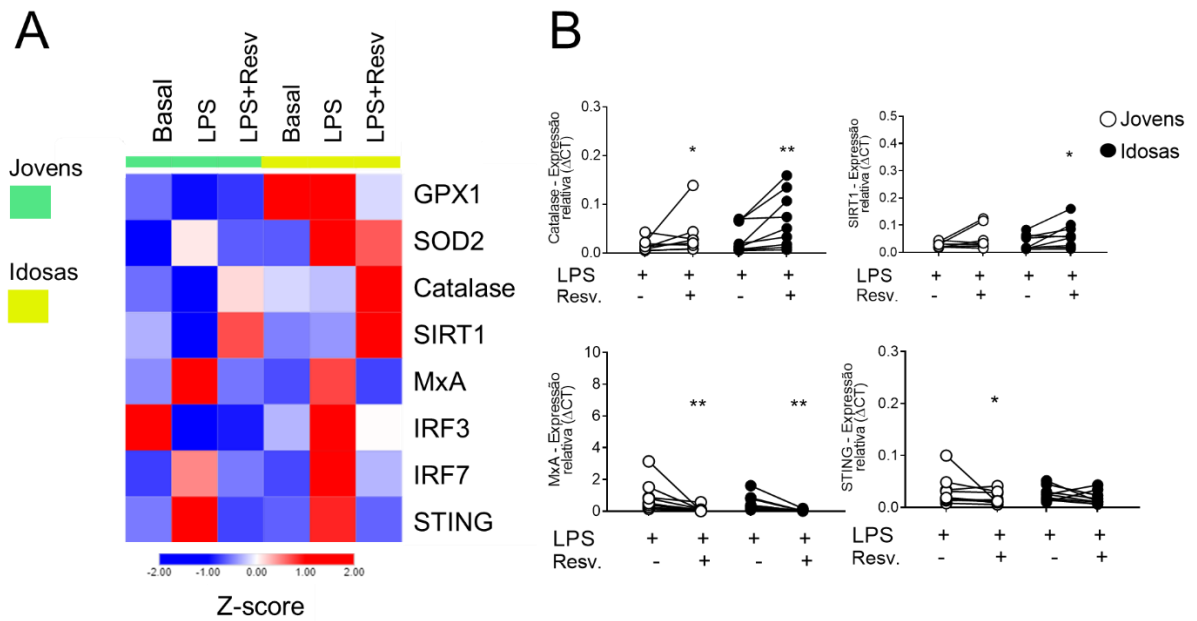 A
Basal
LPS
LPS+Resv
Basal
LPS
LPS+Resv
Jovens
Idosas
GPX1
SOD2
Catalase
SIRT1
MxA
IRF3
IRF7
STING
-2.00 -1.00 0.00 1.00 2.00
Z-score
B
Catalase - Expressão
relativa (ΔCT)
0.3
0.2
0.1
0.0
* **
LPS + + + +
Resv. - + - +
SIRT1 - Expressão
relativa (ΔCT)
0.5
0.4
0.3
0.2
0.1
0.0
*
LPS + + + +
Resv. - + - +
Jovens
Idosas
MxA - Expressão
relativa (ΔCT)
10
8
6
4
2
0
** **
LPS + + + +
Resv. - + - +
STING - Expressão
relativa (ΔCT)
0.3
0.2
0.1
0.0
*
LPS + + + +
Resv. - + - +